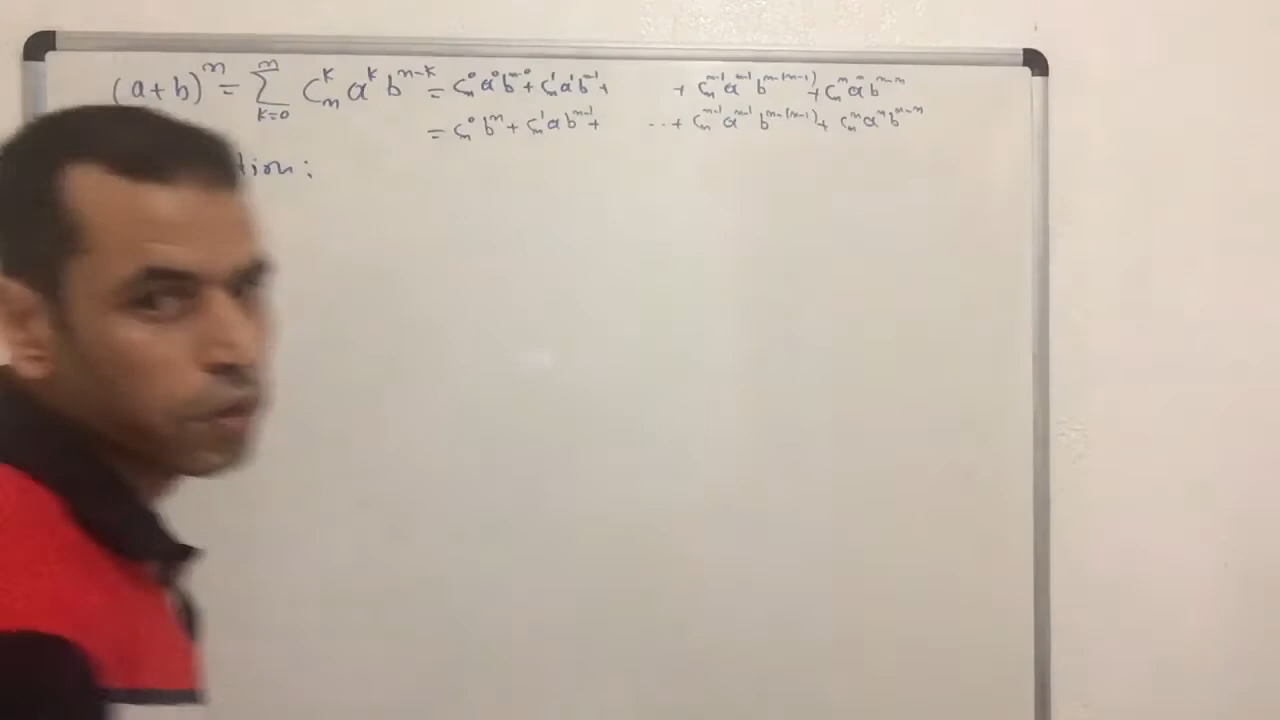 (a+b)^n = \sum_{k=0}^{n} C_n^k a^k b^{n-k} = C_n^0 a^0 b^{n-0} + C_n^1 a^1 b^{n-1} + + C_n^{n-1} a^{n-1} b^{n-(n-1)} + C_n^n a^n b^{n-n}
= C_n^0 b^n + C_n^1 a b^{n-1} + ..+ C_n^{n-1} a^{n-1} b^{n-(n-1)} + C_n^n a^n b^{n-n}
tion: